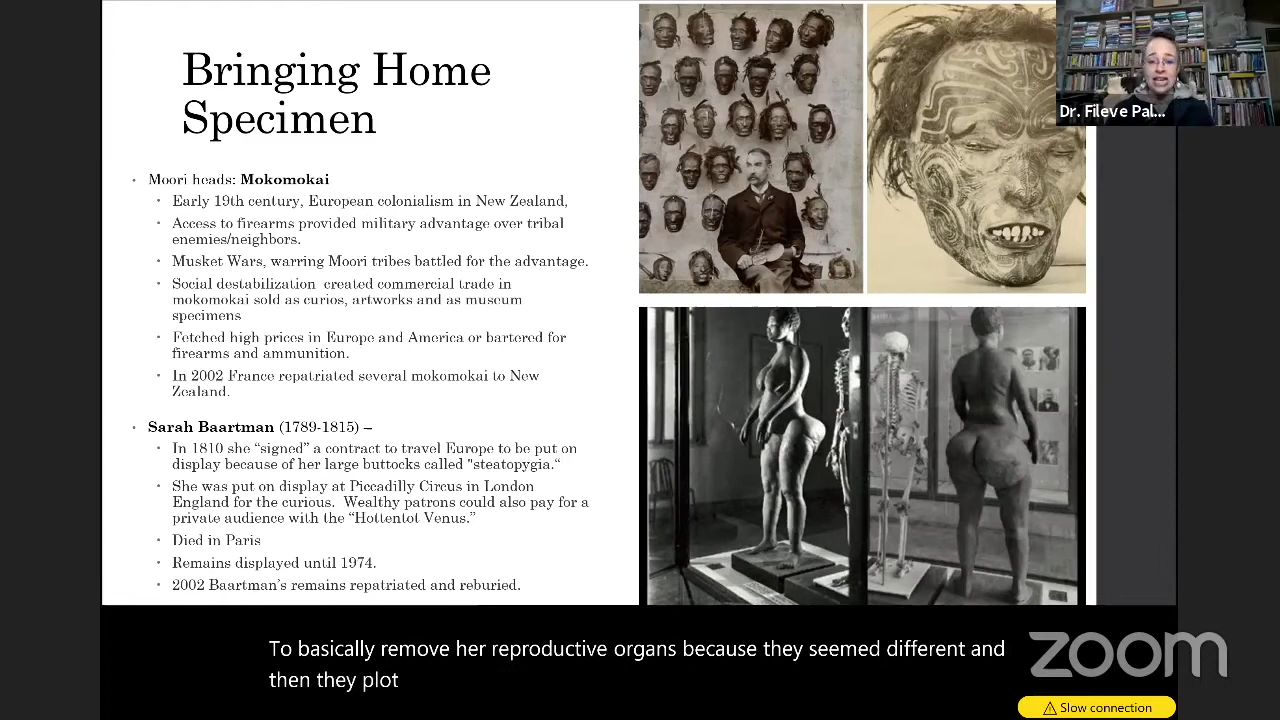 Bringing Home
Specimen
• Moori heads: Mokomokai
• Early 19th century, European colonialism in New Zealand,
• Access to firearms provided military advantage over tribal
enemies/neighbors.
• Musket Wars, warring Moori tribes battled for the advantage.
• Social destabilization created commercial trade in
mokomokai sold as curios, artworks and as museum
specimens
• Fetched high prices in Europe and America or bartered for
firearms and ammunition.
• In 2002 France repatriated several mokomokai to New
Zealand.
• Sarah Baartman (1789-1815) –
• In 1810 she “signed” a contract to travel Europe to be put on
display because of her large buttocks called "steatopygia.“
• She was put on display at Piccadilly Circus in London
England for the curious. Wealthy patrons could also pay for a
private audience with the “Hottentot Venus.”
• Died in Paris
• Remains displayed until 1974.
• 2002 Baartman’s remains repatriated and reburied.
Dr. Fileve Pal...
To basically remove her reproductive organs because they seemed different and
then they plot
zoom
Slow connection